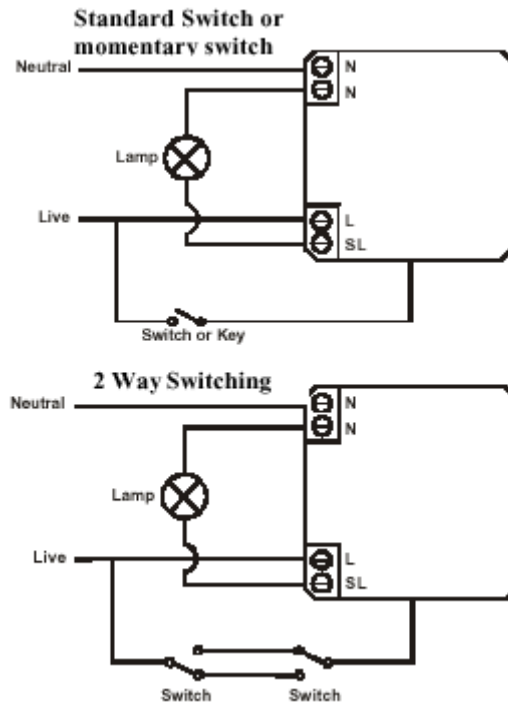 Standard Switch or
momentary switch
Neutral
N
N
Lamp
Live
L
SL
Switch or Key
2 Way Switching
Neutral
N
N
Lamp
Live
L
SL
Switch Switch